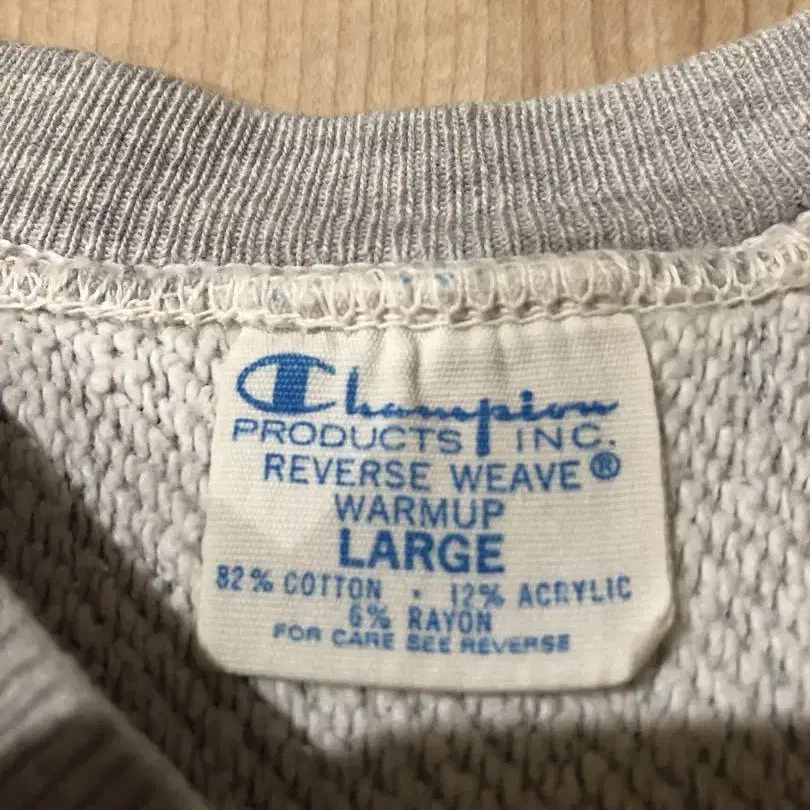 Champion
PRODUCTS INC.
REVERSE WEAVE®
WARMUP
LARGE
82% COTTON · 12% ACRYLIC
6% RAYON
FOR CARE SEE REVERSE